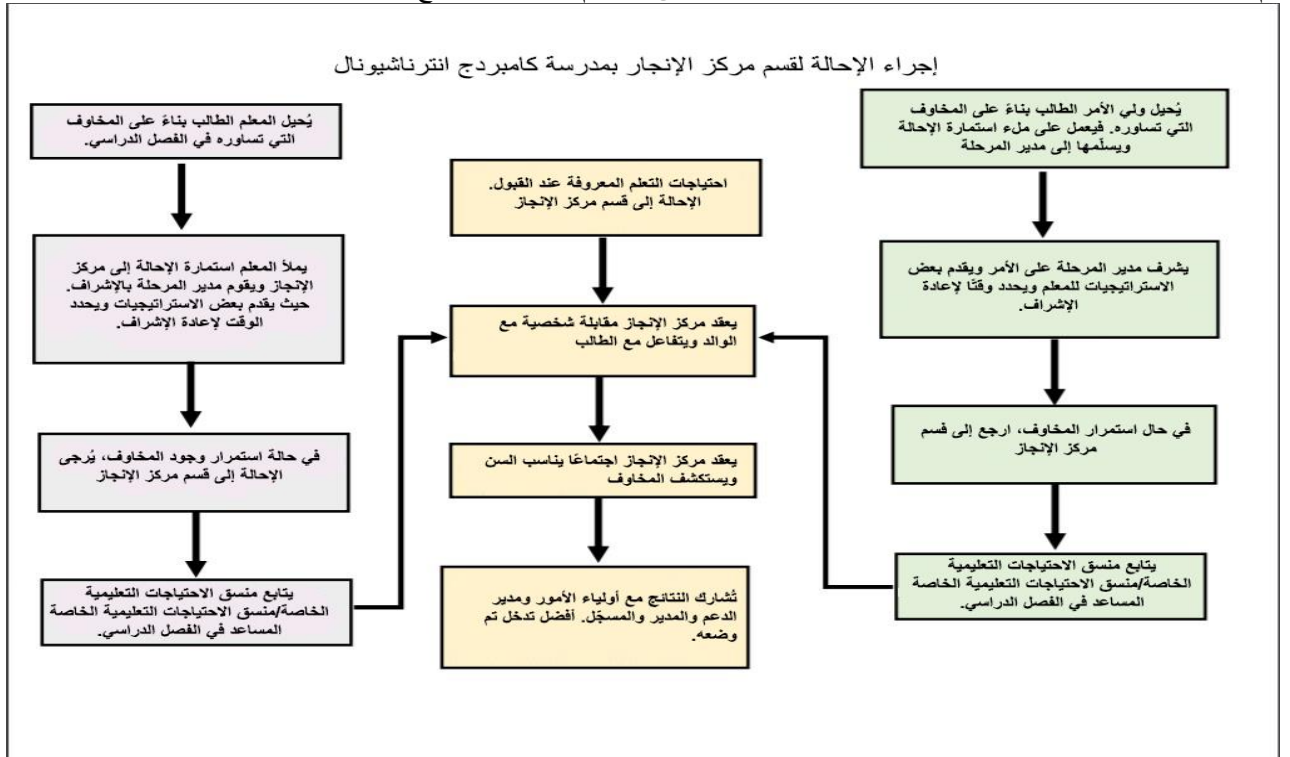 إجراء الإحالة لقسم مركز الإنجار بمدرسة كامبردج انترناشيونال
يُحيل ولي الأمر الطالب بناءً على المخاوف
التي تساوره. فيعمل على ملء استمارة الإحالة
ويسلّمها إلى مدير المرحلة
يشرف مدير المرحلة على الأمر ويقدم بعض
الاستراتيجيات للمعلم ويحدد وقتًا لإعادة
الإشراف.
في حال استمرار المخاوف، ارجع إلى قسم
مركز الإنجاز
يتابع منسق الاحتياجات التعليمية
الخاصة/منسق الاحتياجات التعليمية الخاصة
المساعد في الفصل الدراسي.
احتياجات التعلم المعروفة عند القبول.
الإحالة إلى قسم مركز الإنجاز
يعقد مركز الإنجاز مقابلة شخصية مع
الوالد ويتفاعل مع الطالب
يعقد مركز الإنجاز اجتماعًا يناسب السن
ويستكشف المخاوف
تُشارك النتائج مع أولياء الأمور ومدير
الدعم والمدير والمسجّل. أفضل تدخل تم
وضعه.
يُحيل المعلم الطالب بناءً على المخاوف
التي تساوره في الفصل الدراسي.
يملأ المعلم استمارة الإحالة إلى مركز
الإنجاز ويقوم مدير المرحلة بالإشراف.
حيث يقدم بعض الاستراتيجيات ويحدد
الوقت لإعادة الإشراف.
في حالة استمرار وجود المخاوف، يُرجى
الإحالة إلى قسم مركز الإنجاز
يتابع منسق الاحتياجات التعليمية
الخاصة/منسق الاحتياجات التعليمية الخاصة
المساعد في الفصل الدراسي.